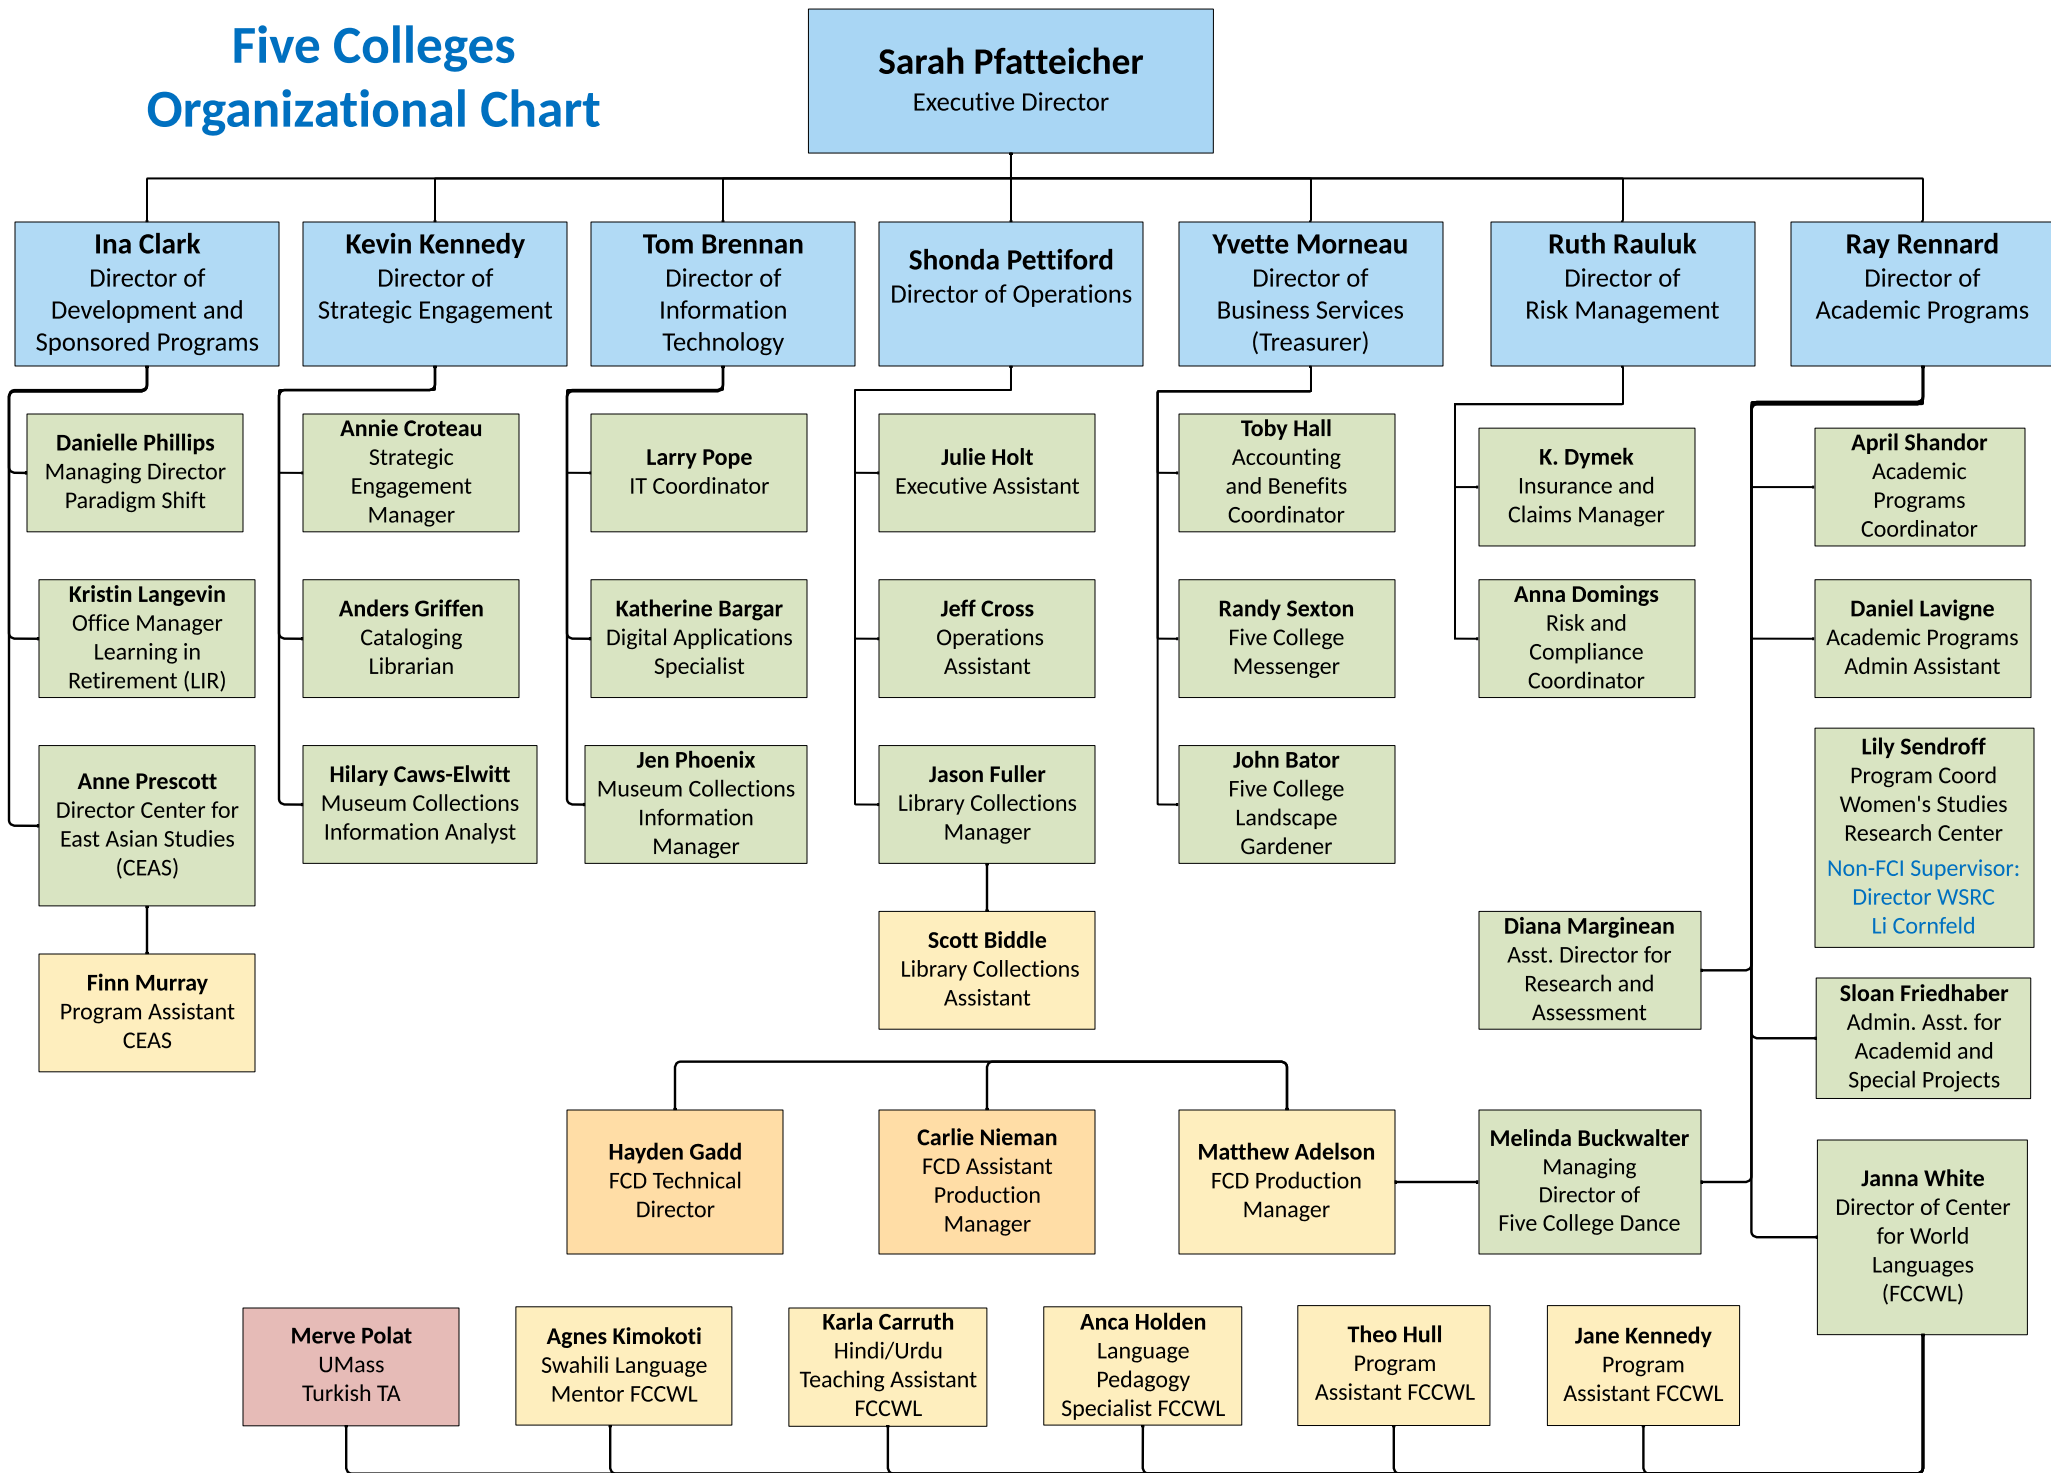 Five Colleges
Organizational Chart
Sarah Pfatteicher
Executive Director
Ina Clark
Director of
Development and
Sponsored Programs
Kevin Kennedy
Director of
Strategic Engagement
Tom Brennan
Director of
Information
Technology
Shonda Pettiford
Director of Operations
Yvette Morneau
Director of
Business Services
(Treasurer)
Ruth Rauluk
Director of
Risk Management
Ray Rennard
Director of
Academic Programs
Danielle Phillips
Managing Director
Paradigm Shift
Annie Croteau
Strategic
Engagement
Manager
Larry Pope
IT Coordinator
Julie Holt
Executive Assistant
Toby Hall
Accounting
and Benefits
Coordinator
K. Dymek
Insurance and
Claims Manager
April Shandor
Academic
Programs
Coordinator
Kristin Langevin
Office Manager
Learning in
Retirement (LIR)
Anders Griffen
Cataloging
Librarian
Katherine Bargar
Digital Applications
Specialist
Jeff Cross
Operations
Assistant
Randy Sexton
Five College
Messenger
Anna Domings
Risk and
Compliance
Coordinator
Daniel Lavigne
Academic Programs
Admin Assistant
Anne Prescott
Director Center for
East Asian Studies
(CEAS)
Hilary Caws-Elwitt
Museum Collections
Information Analyst
Jen Phoenix
Museum Collections
Information
Manager
Jason Fuller
Library Collections
Manager
John Bator
Five College
Landscape
Gardener
Lily Sendroff
Program Coord
Women's Studies
Research Center
Non-FCI Supervisor:
Director WSRC
Li Cornfeld
Finn Murray
Program Assistant
CEAS
Scott Biddle
Library Collections
Assistant
Diana Marginean
Asst. Director for
Research and
Assessment
Sloan Friedhaber
Admin. Asst. for
Academid and
Special Projects
Hayden Gadd
FCD Technical
Director
Carlie Nieman
FCD Assistant
Production
Manager
Matthew Adelson
FCD Production
Manager
Melinda Buckwalter
Managing
Director of
Five College Dance
Janna White
Director of Center
for World
Languages
(FCCWL)
Merve Polat
UMass
Turkish TA
Agnes Kimokoti
Swahili Language
Mentor FCCWL
Karla Carruth
Hindi/Urdu
Teaching Assistant
FCCWL
Anca Holden
Language
Pedagogy
Specialist FCCWL
Theo Hull
Program
Assistant FCCWL
Jane Kennedy
Program
Assistant FCCWL